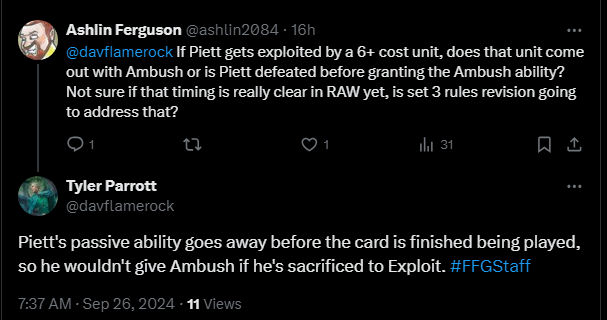 Ashlin Ferguson @ashlin2084 · 16h
@davflamerock If Piett gets exploited by a 6+ cost unit, does that unit come
out with Ambush or is Piett defeated before granting the Ambush ability?
Not sure if that timing is really clear in RAW yet, is set 3 rules revision going
to address that?
1 1 31
Tyler Parrott
@davflamerock
Piett's passive ability goes away before the card is finished being played,
so he wouldn't give Ambush if he's sacrificed to Exploit. #FFGStaff
7:37 AM · Sep 26, 2024 · 11 Views